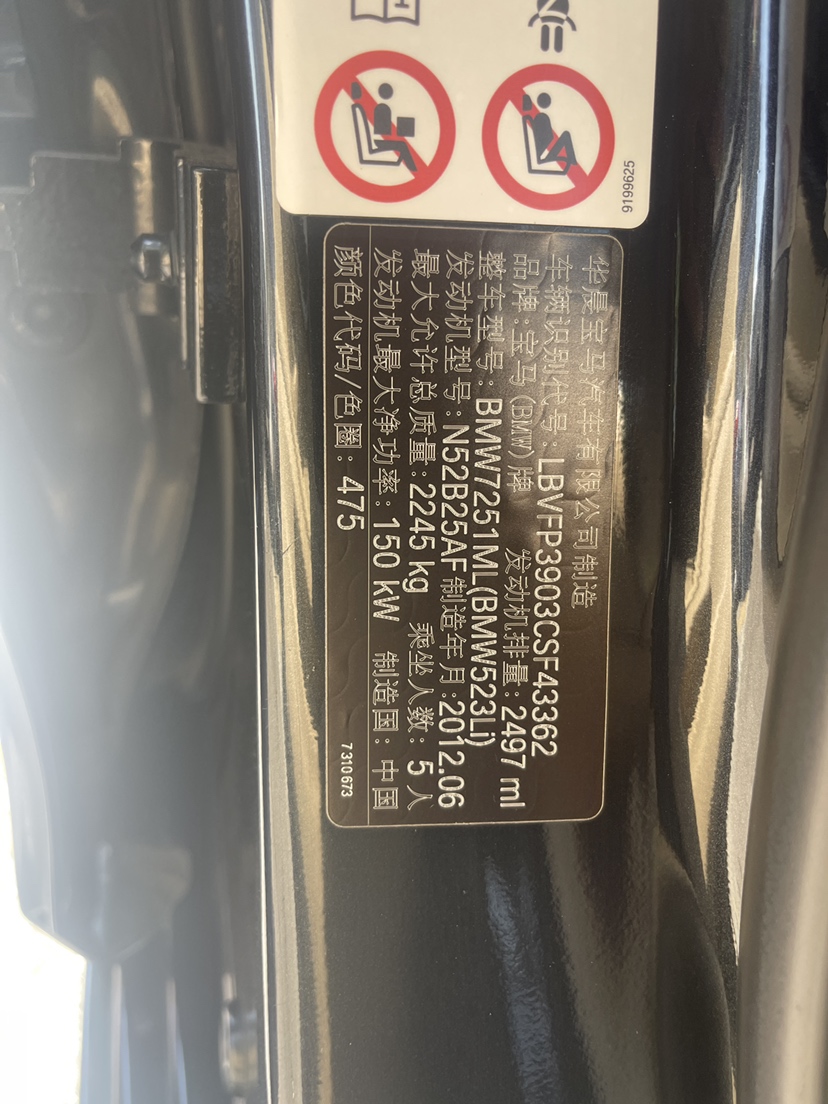 9199625
华晨宝马汽车有限公司制造
车辆识别代号:LBVFP3903CSF43362
品牌:宝马(BMW)牌 发动机排量:2497 ml
整车型号:BMW7251ML(BMW523Li)
发动机型号:N52B25AF 制造年月:2012.06
最大允许总质量:2245 kg 乘坐人数:5人
发动机最大净功率:150 kW 制造国:中国
颜色代码/色圈:475 7 310 673